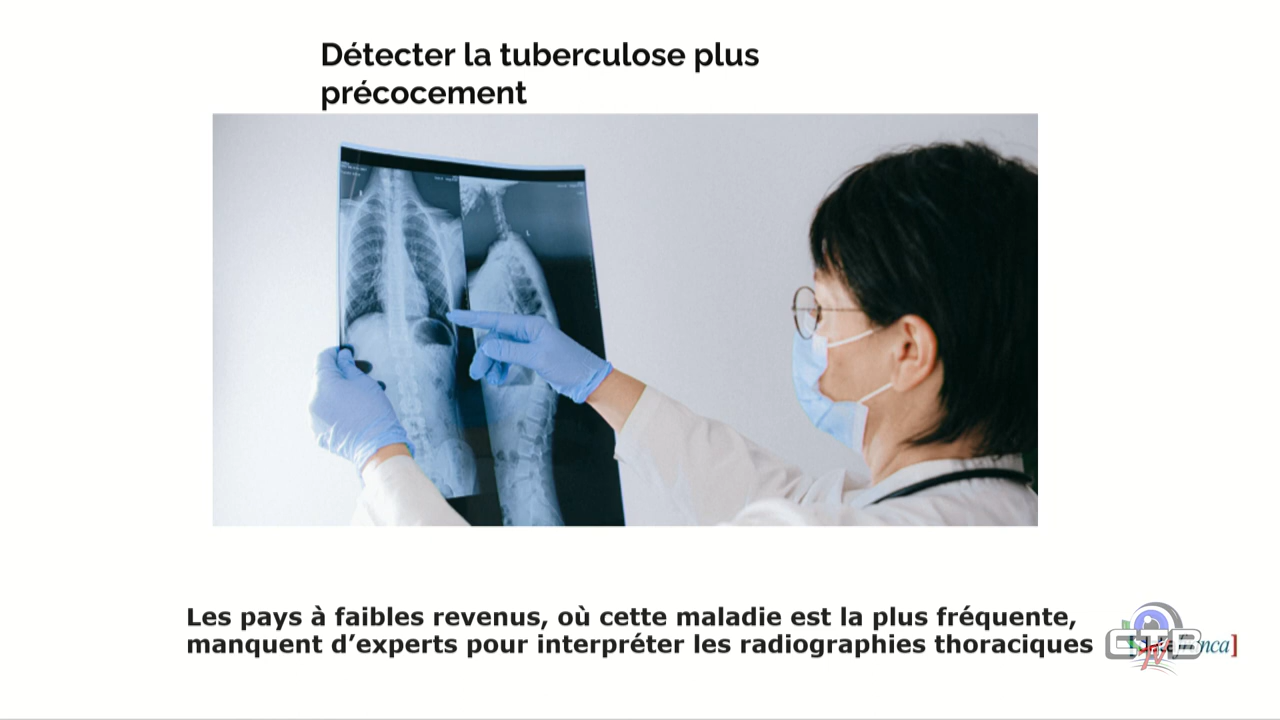 Détecter la tuberculose plus
précocement
Les pays à faibles revenus, où cette maladie est la plus fréquente,
manquent d’experts pour interpréter les radiographies thoraciques